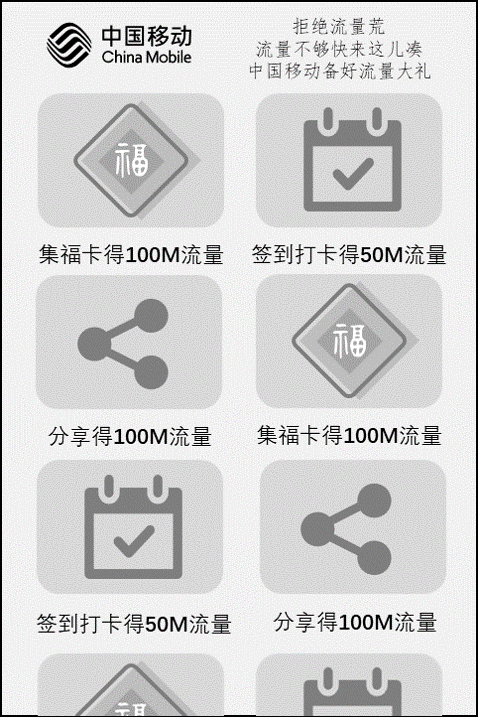 中国移动
China Mobile
拒绝流量荒
流量不够快来这儿凑
中国移动备好流量大礼
福
集福卡得100M流量
签到打卡得50M流量
福
分享得100M流量
集福卡得100M流量
签到打卡得50M流量
分享得100M流量